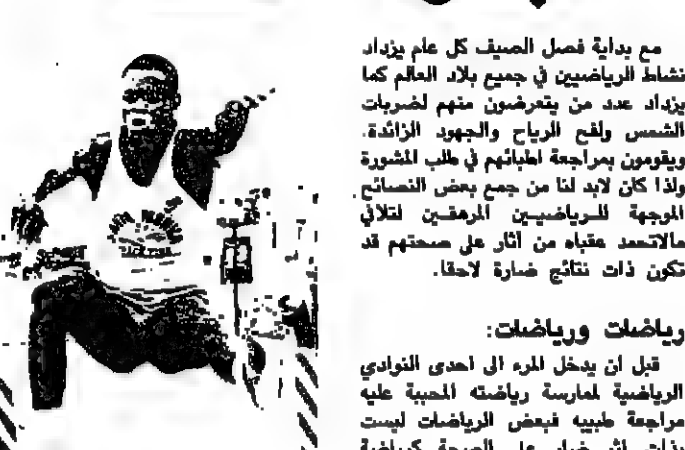 مع بداية فصل الصيف كل عام يزداد
نشاط الرياضيين في جميع بلاد العالم كما
يزداد عدد من يتعرضون منهم لضربات
الشمس ولفح الرياح والجهود الزائدة.
ويقومون بمراجعة اطبائهم في طلب المشورة
ولذا كان لابد لنا من جمع بعض النصائح
الموجهة للرياضيين المرهقين لتلافي
مالاتحمد عقباه من آثار على صحتهم قد
تكون ذات نتائج ضارة لاحقا.
رياضات ورياضات:
قبل ان يدخل المرء الى احدى النوادي
الرياضية لممارسة رياضته المحببة عليه
مراجعة طبيبه فبعض الرياضات ليست